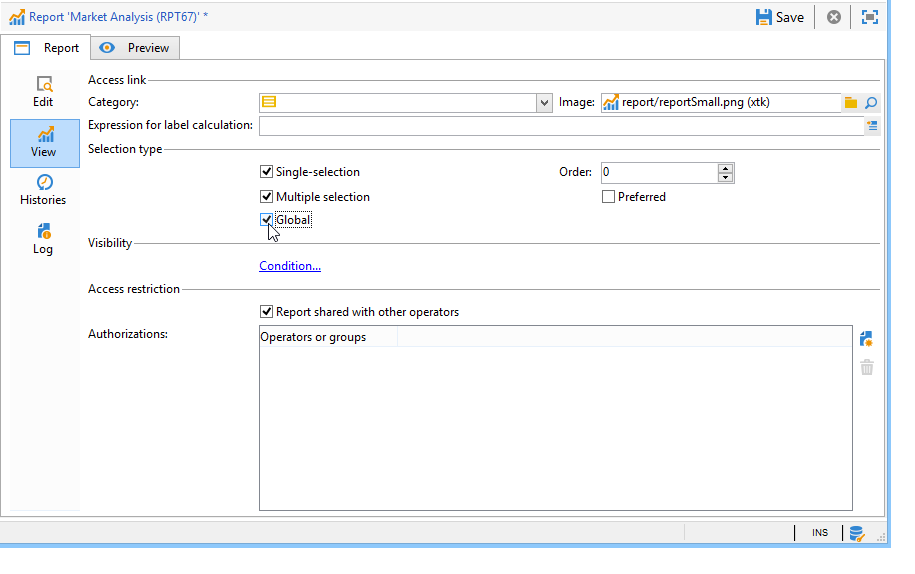 Report 'Market Analysis (RPT67)' *
Save
Report
Preview
Access link
Edit
Category:
Image:
report/reportSmall.png (xtk)
Expression for label calculation:
View
Selection type
Single-selection
Order:
0
Histories
Multiple selection
Preferred
Global
Log
Visibility
Condition...
Access restriction
Report shared with other operators
Authorizations:
Operators or groups
INS